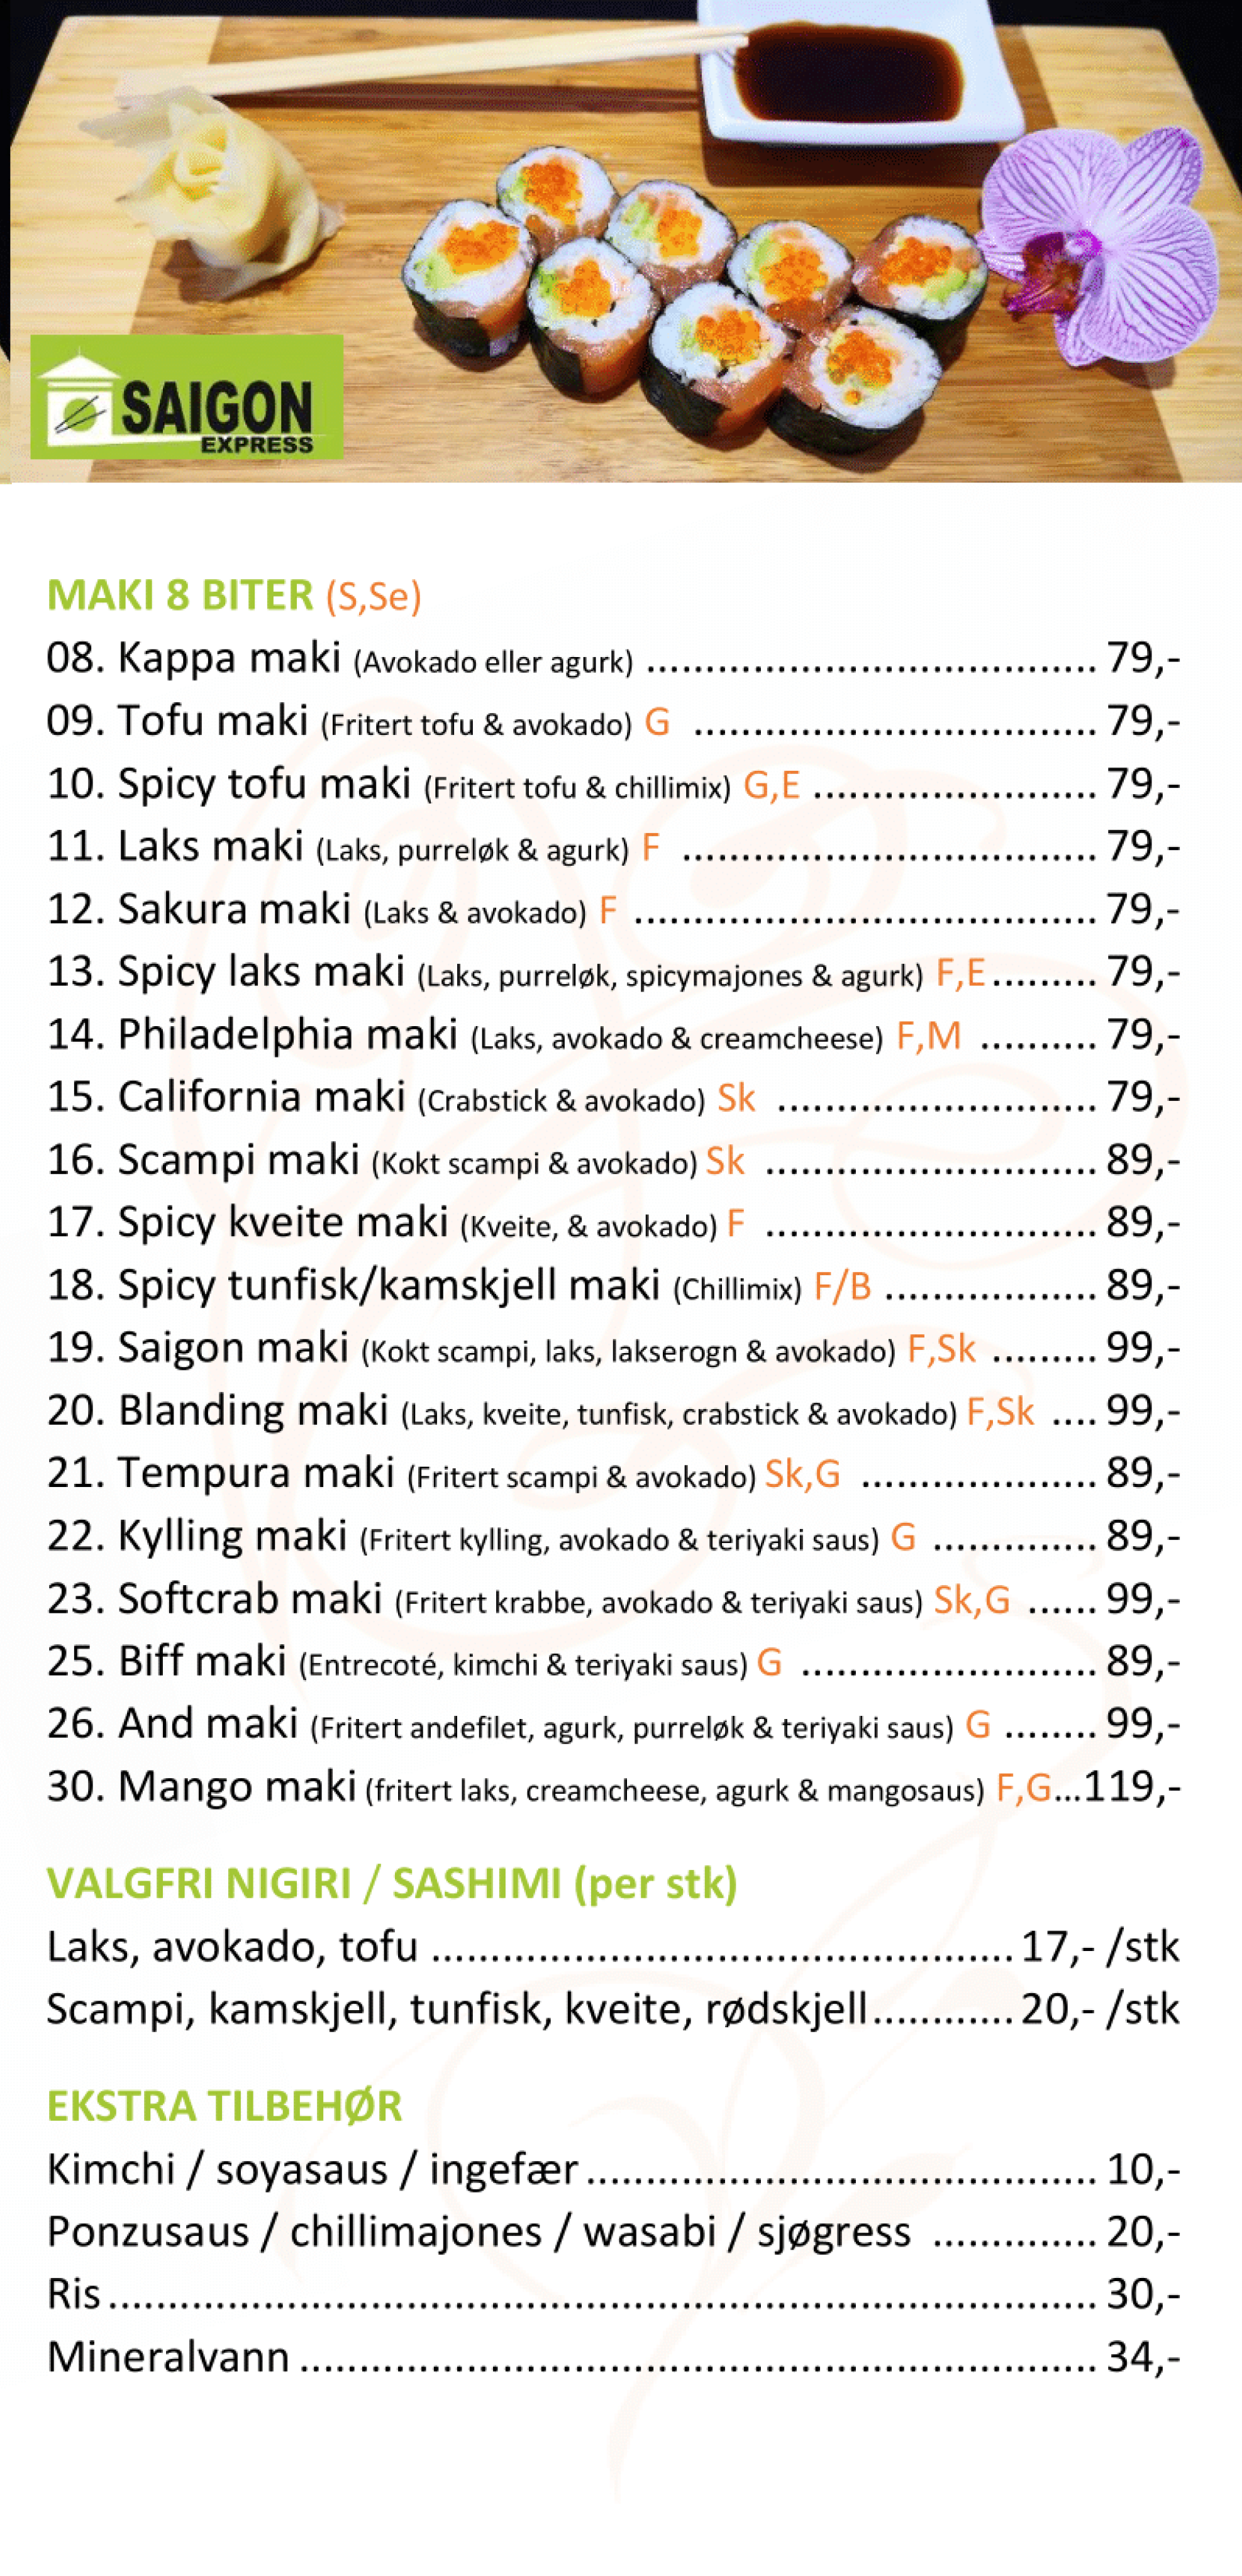 SAIGON
EXPRESS
MAKI 8 BITER (S,Se)
08. Kappa maki (Avokado eller agurk) ...................................... 79,-
09. Tofu maki (Fritert tofu & avokado) G .................................. 79,-
10. Spicy tofu maki (Fritert tofu & chillimix) G,E ........................ 79,-
11. Laks maki (Laks, purreløk & agurk) F ................................... 79,-
12. Sakura maki (Laks & avokado) F ....................................... 79,-
13. Spicy laks maki (Laks, purreløk, spicymajones & agurk) F,E ......... 79,-
14. Philadelphia maki (Laks, avokado & creamcheese) F,M .......... 79,-
15. California maki (Crabstick & avokado) Sk ........................... 79,-
16. Scampi maki (Kokt scampi & avokado) Sk ............................ 89,-
17. Spicy kveite maki (Kveite, & avokado) F ............................ 89,-
18. Spicy tunfisk/kamskjell maki (Chillimix) F/B .................. 89,-
19. Saigon maki (Kokt scampi, laks, lakserogn & avokado) F,Sk ......... 99,-
20. Blanding maki (Laks, kveite, tunfisk, crabstick & avokado) F,Sk .... 99,-
21. Tempura maki (Fritert scampi & avokado) Sk,G .................... 89,-
22. Kylling maki (Fritert kylling, avokado & teriyaki saus) G .............. 89,-
23. Softcrab maki (Fritert krabbe, avokado & teriyaki saus) Sk,G ...... 99,-
25. Biff maki (Entrecoté, kimchi & teriyaki saus) G ......................... 89,-
26. And maki (Fritert andefilet, agurk, purreløk & teriyaki saus) G ........ 99,-
30. Mango maki (fritert laks, creamcheese, agurk & mangosaus) F,G...119,-
VALGFRI NIGIRI / SASHIMI (per stk)
Laks, avokado, tofu ................................................. 17,- /stk
Scampi, kamskjell, tunfisk, kveite, rødskjell............ 20,- /stk
EKSTRA TILBEHØR
Kimchi / soyasaus / ingefær ........................................... 10,-
Ponzusaus / chillimajones / wasabi / sjøgress .............. 20,-
Ris .................................................................................... 30,-
Mineralvann ................................................................... 34,-